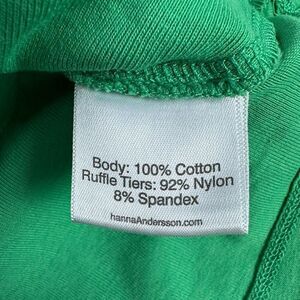 Body: 100% Cotton
Ruffle Tiers: 92% Nylon
8% Spandex
hannaAndersson.com